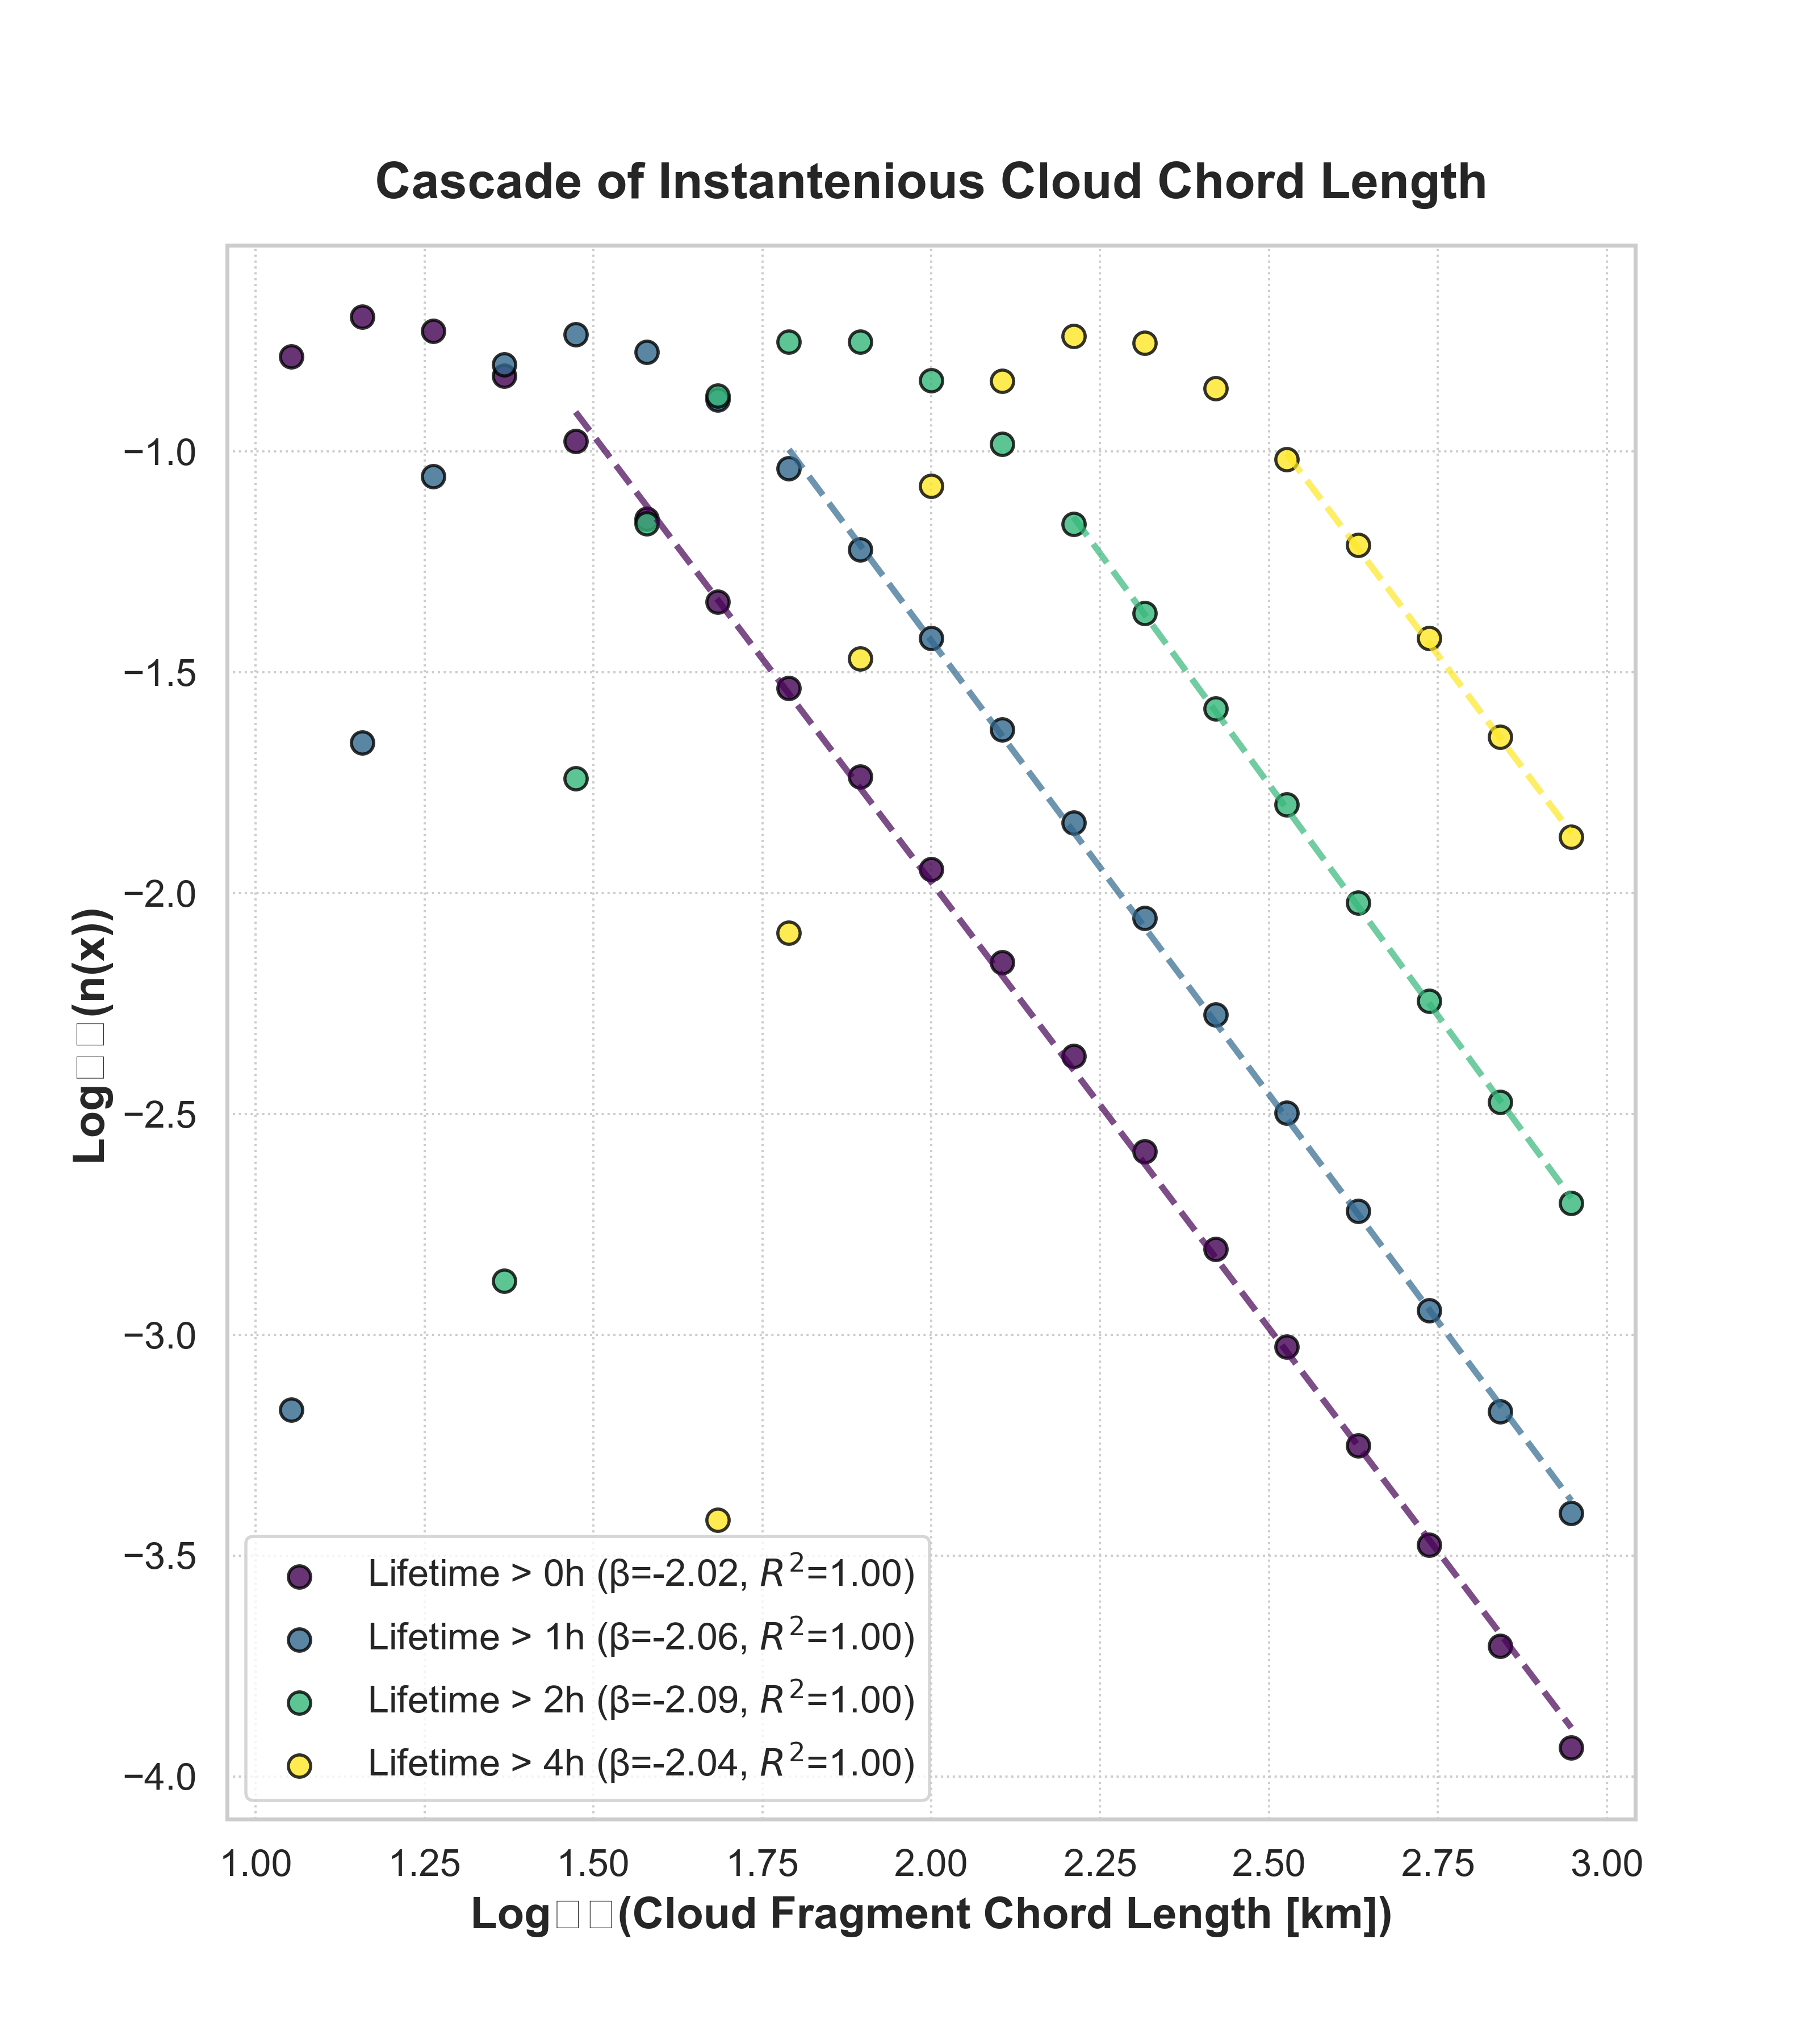 Cascade of Instantenious Cloud Chord Length
Log□□(n(x))
−1.0
−1.5
−2.0
−2.5
−3.0
−3.5
−4.0
Lifetime > 0h (β=-2.02, R²=1.00)
Lifetime > 1h (β=-2.06, R²=1.00)
Lifetime > 2h (β=-2.09, R²=1.00)
Lifetime > 4h (β=-2.04, R²=1.00)
1.00 1.25 1.50 1.75 2.00 2.25 2.50 2.75 3.00
Log□□(Cloud Fragment Chord Length [km])